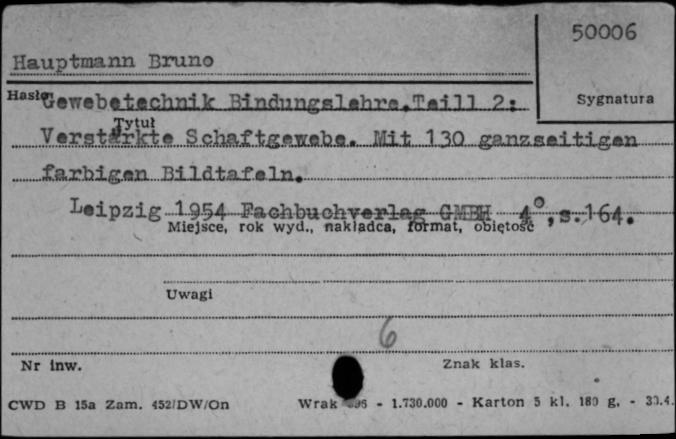 50006
Hauptmann Bruno
Hasło Gewebetechnik Bindungslehre.Teill 2: Sygnatura
Tytuł
Verstärkte Schaftgewebe. Mit 130 ganzseitigen
farbigen Bildtafeln.
Leipzig 1954 Fachbuchverlag GMBH 4°,s.164.
Miejsce, rok wyd., nakładca, format, objętość
Uwagi
6
Nr inw. Znak klas.
CWD B 15a Zam. 452/DW/On Wrak - 1.730.000 - Karton 5 kl. 180 g. - 30.4.